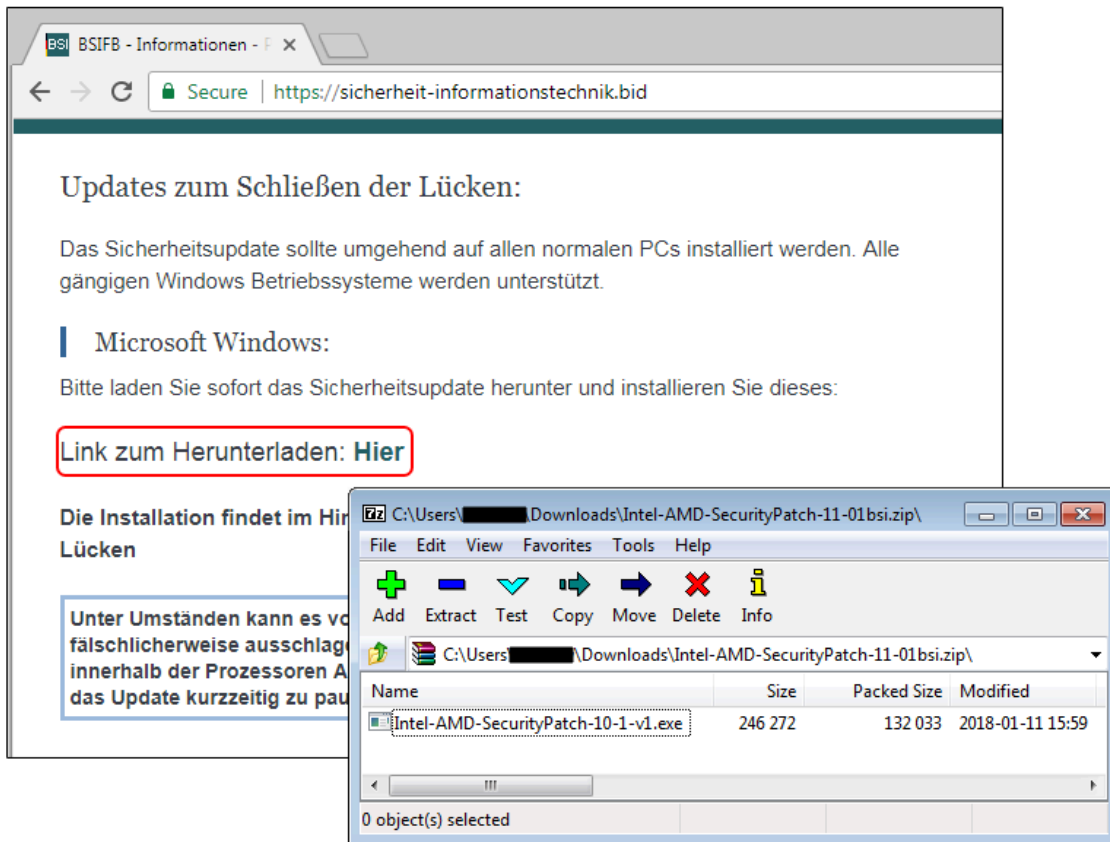 BSI BSIFB - Informationen - P
Secure | https://sicherheit-informationstechnik.bid
Updates zum Schließen der Lücken:
Das Sicherheitsupdate sollte umgehend auf allen normalen PCs installiert werden. Alle
gängigen Windows Betriebssysteme werden unterstützt.
Microsoft Windows:
Bitte laden Sie sofort das Sicherheitsupdate herunter und installieren Sie dieses:
Link zum Herunterladen: Hier
Die Installation findet im Hin
Lücken
Unter Umständen kann es vo
fälschlicherweise ausschlage
innerhalb der Prozessoren A
das Update kurzzeitig zu pau
7z C:\Users\ \Downloads\Intel-AMD-SecurityPatch-11-01bsi.zip\
File Edit View Favorites Tools Help
Add Extract Test Copy Move Delete Info
C:\Users\ \Downloads\Intel-AMD-SecurityPatch-11-01bsi.zip\
Name Size Packed Size Modified
Intel-AMD-SecurityPatch-10-1-v1.exe 246 272 132 033 2018-01-11 15:59
0 object(s) selected